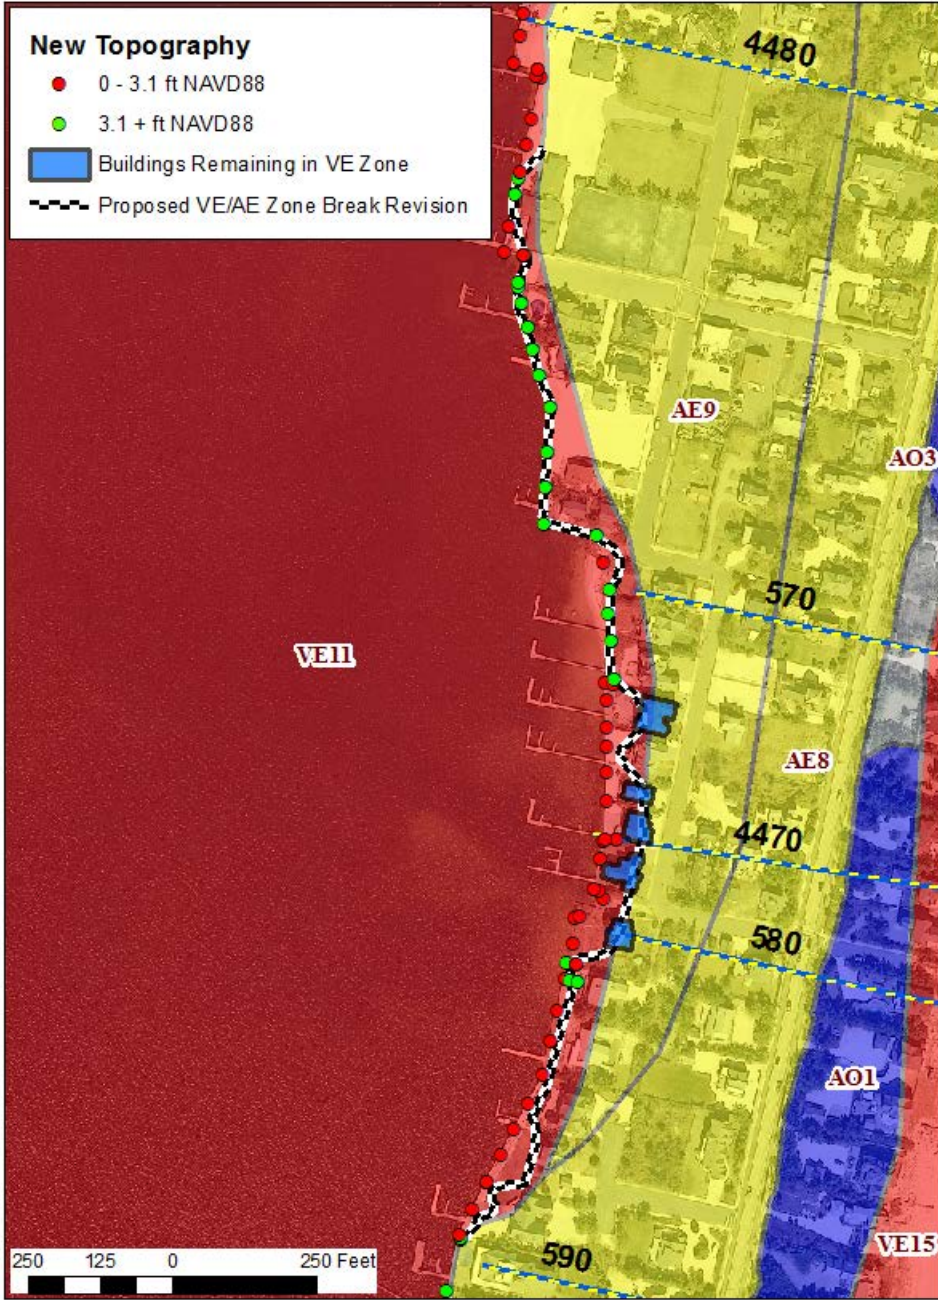 New Topography
0 - 3.1 ft NAVD88
3.1 + ft NAVD88
Buildings Remaining in VE Zone
Proposed VE/AE Zone Break Revision
4480
AE9
AO3
570
VE11
AE8
4470
580
AO1
VE15
590
250 125 0 250 Feet